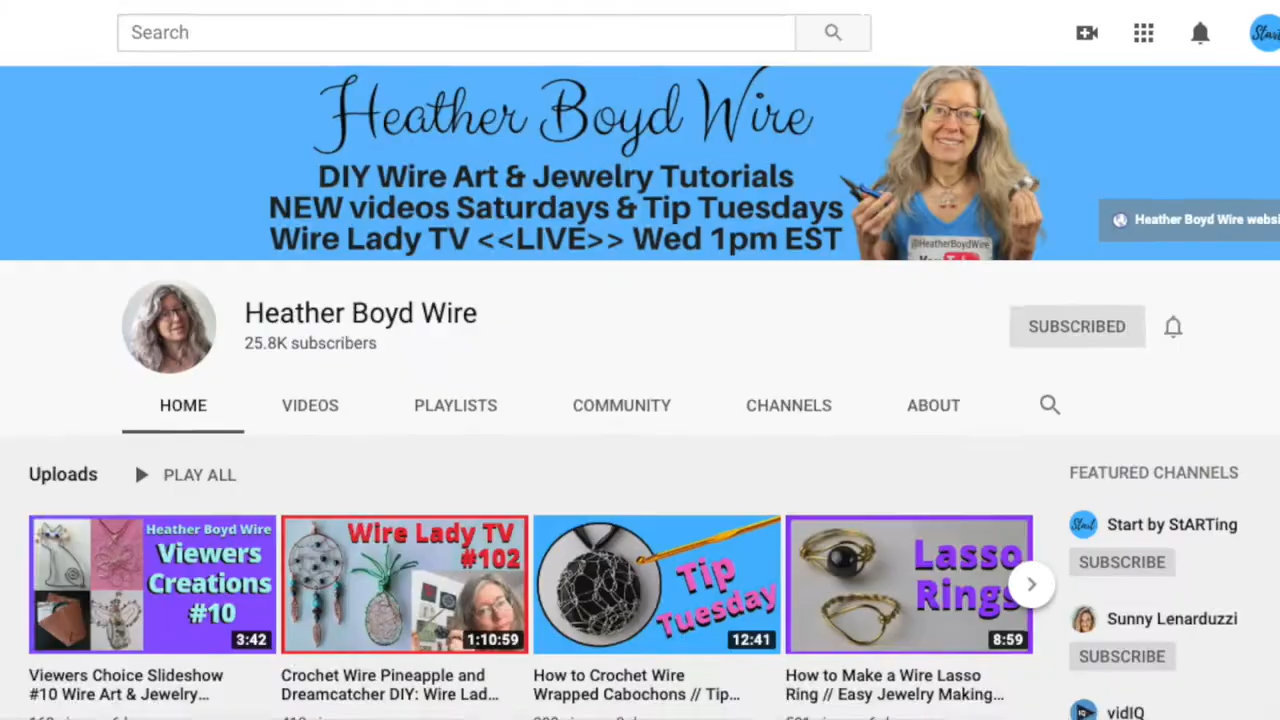 Search
Start
Heather Boyd Wire
DIY Wire Art & Jewelry Tutorials
NEW videos Saturdays & Tip Tuesdays
Wire Lady TV <<LIVE>> Wed 1pm EST
@HeatherBoydWire
Heather Boyd Wire websi
Heather Boyd Wire
25.8K subscribers
SUBSCRIBED
HOME
VIDEOS
PLAYLISTS
COMMUNITY
CHANNELS
ABOUT
Uploads
PLAY ALL
Heather Boyd Wire
Viewers
Creations
#10
3:42
Wire Lady TV
#102
1:10:59
Tip
Tuesday
12:41
Lasso
Rings
8:59
Viewers Choice Slideshow
#10 Wire Art & Jewelry...
Crochet Wire Pineapple and
Dreamcatcher DIY: Wire Lad...
How to Crochet Wire
Wrapped Cabochons // Tip...
How to Make a Wire Lasso
Ring // Easy Jewelry Making...
FEATURED CHANNELS
Start
Start by StARTing
SUBSCRIBE
Sunny Lenarduzzi
SUBSCRIBE
vidIQ